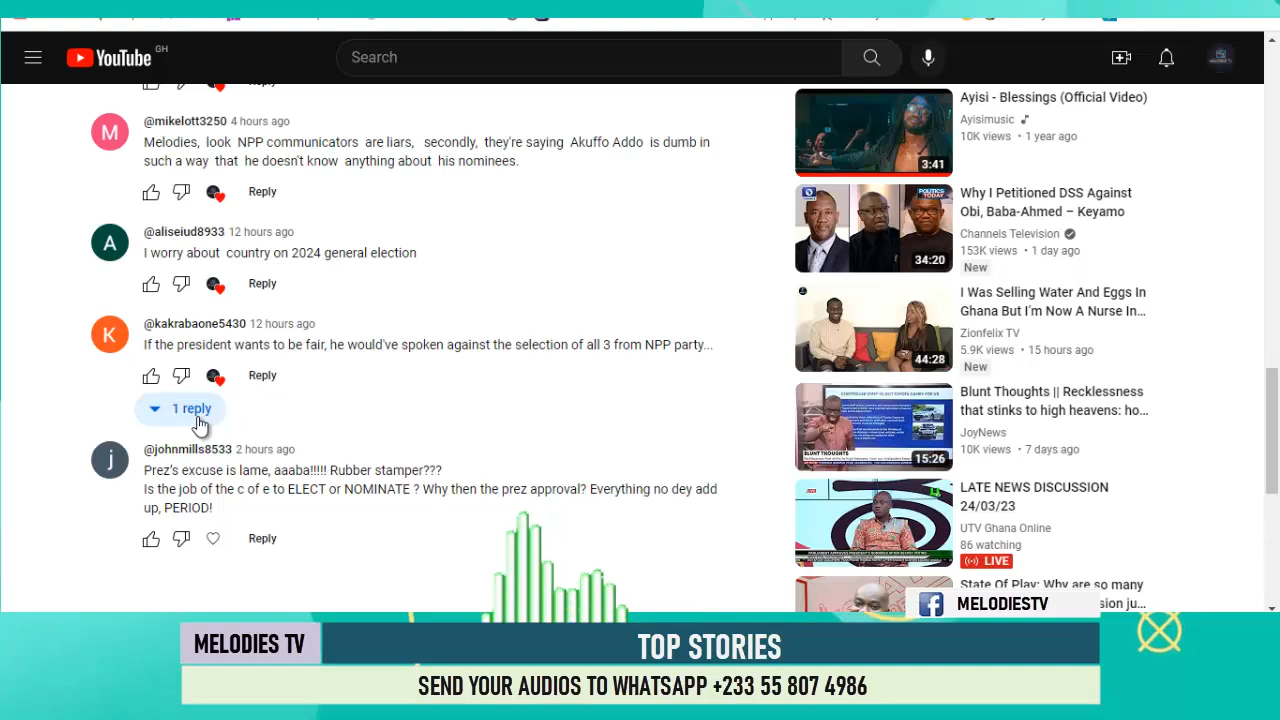 YouTube GH
Search
@mikelott3250 4 hours ago
Melodies, look NPP communicators are liars, secondly, they're saying Akuffo Addo is dumb in
such a way that he doesn't know anything about his nominees.
Reply
@aliseiud8933 12 hours ago
I worry about country on 2024 general election
Reply
@kakrabaone5430 12 hours ago
If the president wants to be fair, he would've spoken against the selection of all 3 from NPP party...
Reply
1 reply
@johnmills8533 2 hours ago
Prez's excuse is lame, aaaba!!!!! Rubber stamper???
Is the job of the c of e to ELECT or NOMINATE ? Why then the prez approval? Everything no dey add
up, PERIOD!
Reply
M
A
K
j
Ayisi - Blessings (Official Video)
Ayisimusic
10K views • 1 year ago
3:41
Why I Petitioned DSS Against
Obi, Baba-Ahmed – Keyamo
Channels Television
153K views • 1 day ago
New
POLITICS
TODAY
34:20
I Was Selling Water And Eggs In
Ghana But I'm Now A Nurse In...
Zionfelix TV
5.9K views • 15 hours ago
New
44:28
Blunt Thoughts || Recklessness
that stinks to high heavens: ho...
JoyNews
10K views • 7 days ago
BLUNT THOUGHTS
15:26
LATE NEWS DISCUSSION
24/03/23
UTV Ghana Online
86 watching
LIVE
State Of Play: Why are so many
sion ju...
MELODIESTV
MELODIES TV
TOP STORIES
SEND YOUR AUDIOS TO WHATSAPP +233 55 807 4986